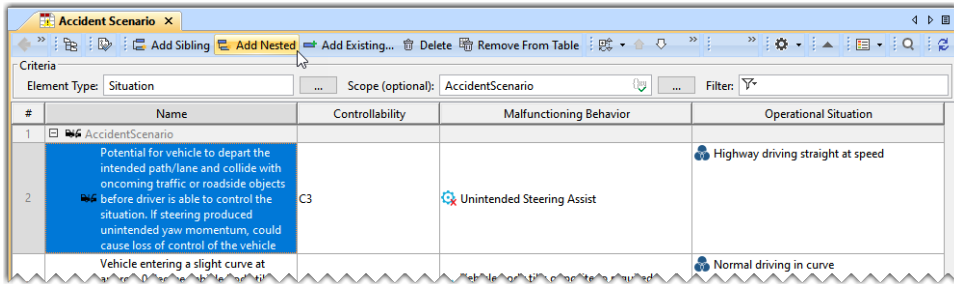 Accident Scenario
Add Sibling Add Nested Add Existing... Delete Remove From Table
Criteria
Element Type: Situation ... Scope (optional): AccidentScenario ... Filter:
# Name Controllability Malfunctioning Behavior Operational Situation
1 AccidentScenario
Potential for vehicle to depart the
intended path/lane and collide with
oncoming traffic or roadside objects
2 before driver is able to control the C3 Unintended Steering Assist Highway driving straight at speed
situation. If steering produced
unintended yaw momentum, could
cause loss of control of the vehicle
Vehicle entering a slight curve at Normal driving in curve